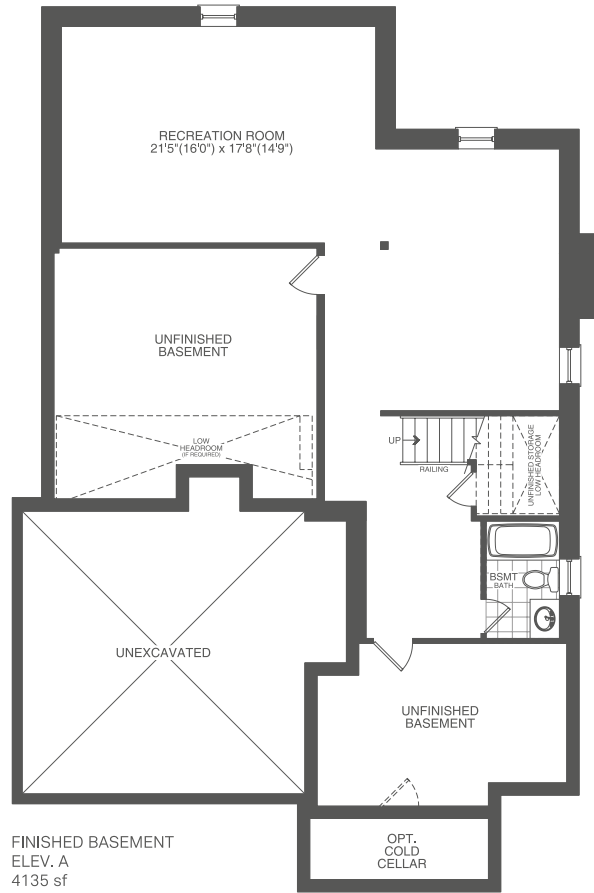 RECREATION ROOM
21'5"(16'0") x 17'8"(14'9")
UNFINISHED
BASEMENT
LOW
HEADROOM
(IF REQUIRED)
UP
RAILING
UNFINISHED STORAGE
LOW HEADROOM
BSMT
BATH
UNEXCAVATED
UNFINISHED
BASEMENT
OPT.
COLD
CELLAR
FINISHED BASEMENT
ELEV. A
4135 sf